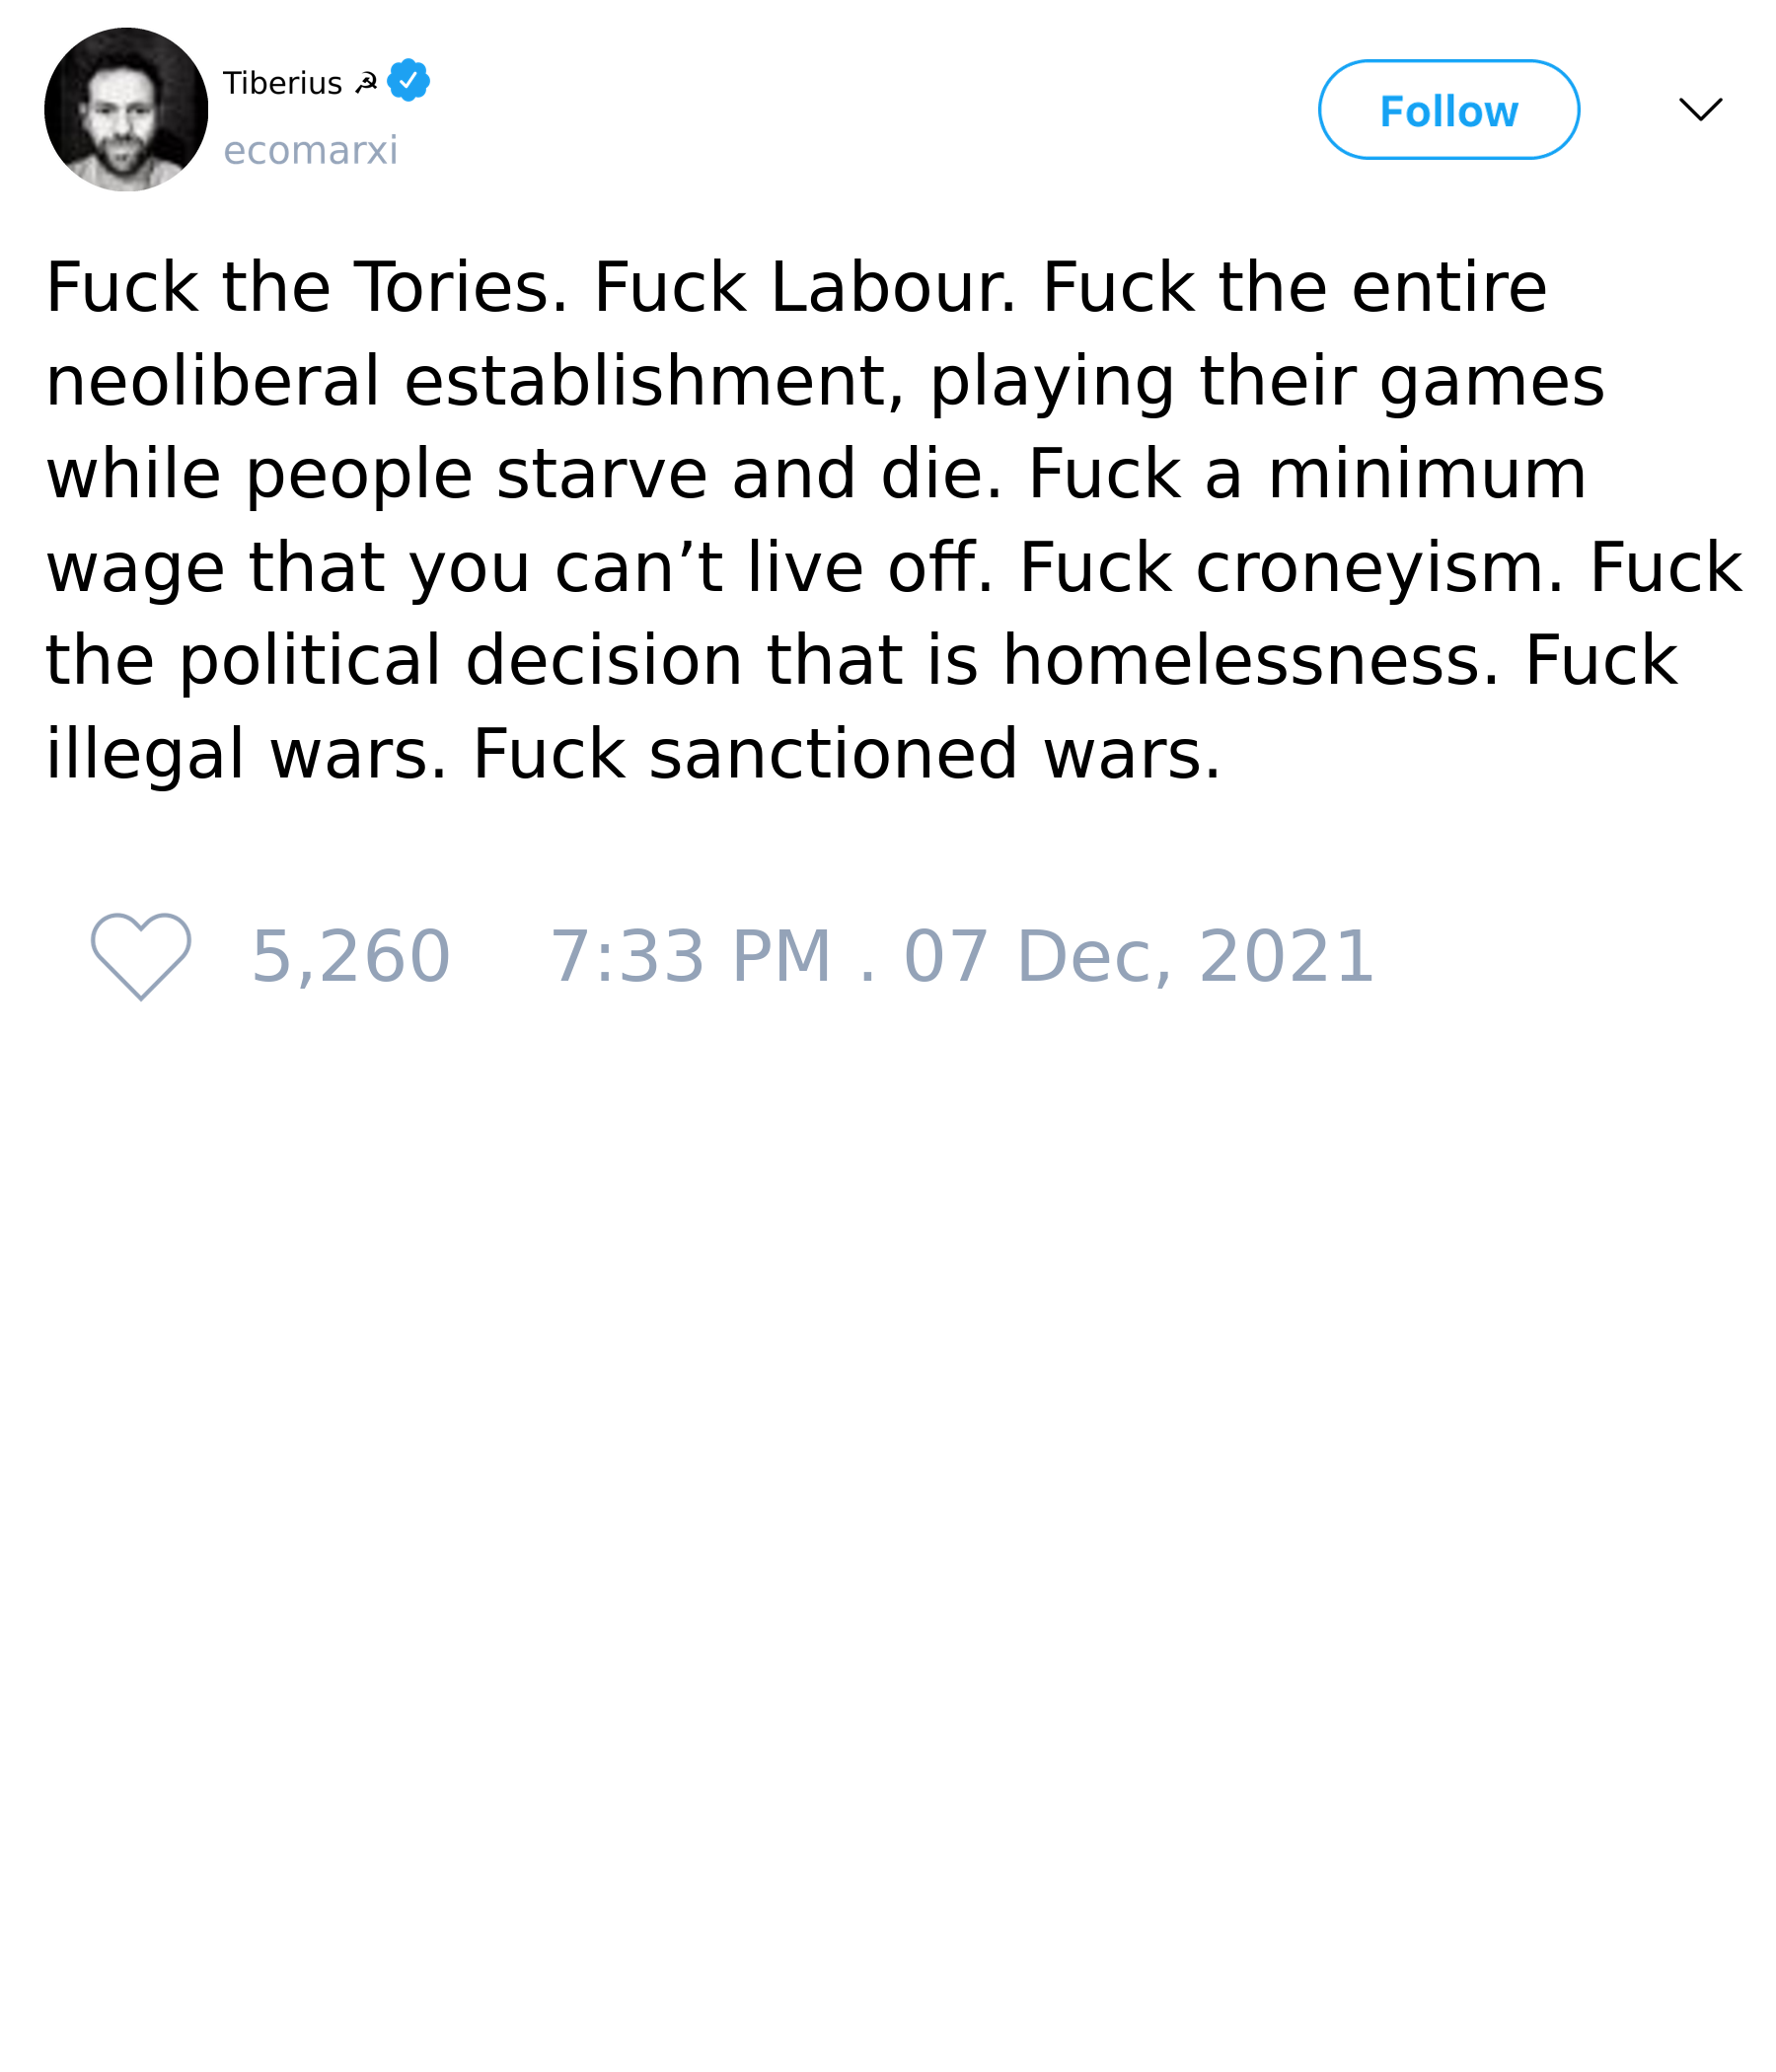 Tiberius ☭
ecomarxi
Follow
Fuck the Tories. Fuck Labour. Fuck the entire
neoliberal establishment, playing their games
while people starve and die. Fuck a minimum
wage that you can’t live off. Fuck croneyism. Fuck
the political decision that is homelessness. Fuck
illegal wars. Fuck sanctioned wars.
5,260 7:33 PM . 07 Dec, 2021